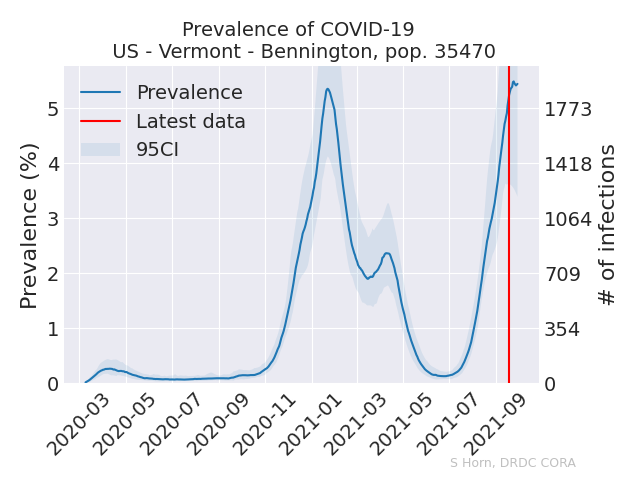 Prevalence of COVID-19
US - Vermont - Bennington, pop. 35470
Prevalence
Latest data
95CI
Prevalence (%)
5
4
3
2
1
0
1773
1418
1064
709
354
0
# of infections
2020-03
2020-05
2020-07
2020-09
2020-11
2021-01
2021-03
2021-05
2021-07
2021-09
S Horn, DRDC CORA